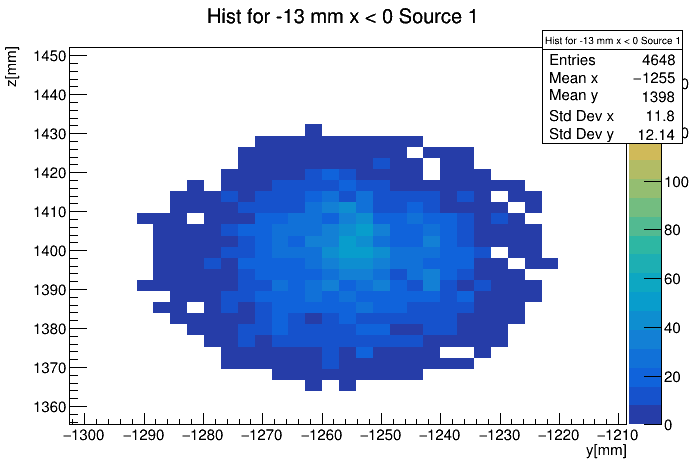 Hist for -13 mm x < 0 Source 1
Hist for -13 mm x < 0 Source 1
Entries 4648
Mean x −1255
Mean y 1398
Std Dev x 11.8
Std Dev y 12.14
z[mm]
1450
1440
1430
1420
1410
1400
1390
1380
1370
1360
−1300 −1290 −1280 −1270 −1260 −1250 −1240 −1230 −1220 −1210
y[mm]
100
80
60
40
20
0